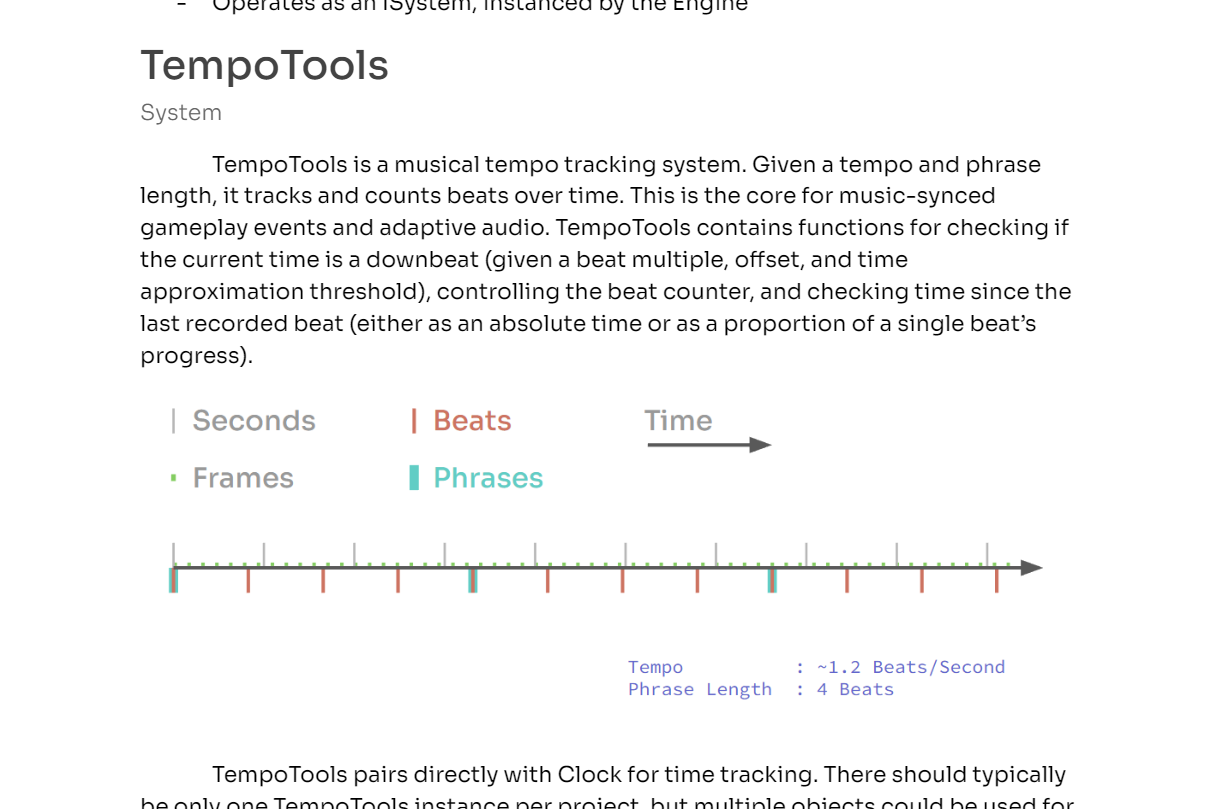 - Operates as an ISystem, instanced by the Engine
TempoTools
System
TempoTools is a musical tempo tracking system. Given a tempo and phrase
length, it tracks and counts beats over time. This is the core for music-synced
gameplay events and adaptive audio. TempoTools contains functions for checking if
the current time is a downbeat (given a beat multiple, offset, and time
approximation threshold), controlling the beat counter, and checking time since the
last recorded beat (either as an absolute time or as a proportion of a single beat’s
progress).
Seconds
Beats
Time
Frames
Phrases
Tempo : ~1.2 Beats/Second
Phrase Length : 4 Beats
TempoTools pairs directly with Clock for time tracking. There should typically
be only one TempoTools instance per project, but multiple objects could be used for